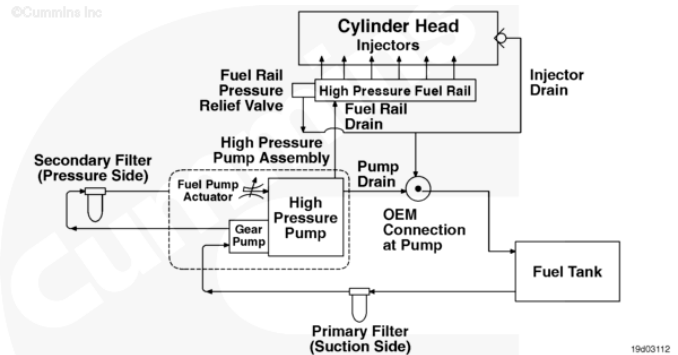 ©Cummins Inc
Cylinder Head
Injectors
Fuel Rail
Pressure
Relief Valve
High Pressure Fuel Rail
Injector
Drain
Fuel Rail
Drain
High Pressure
Pump Assembly
Secondary Filter
(Pressure Side)
Fuel Pump
Actuator
High
Pressure
Pump
Gear
Pump
Pump
Drain
OEM
Connection
at Pump
Fuel Tank
Primary Filter
(Suction Side)
19d03112
Cummins